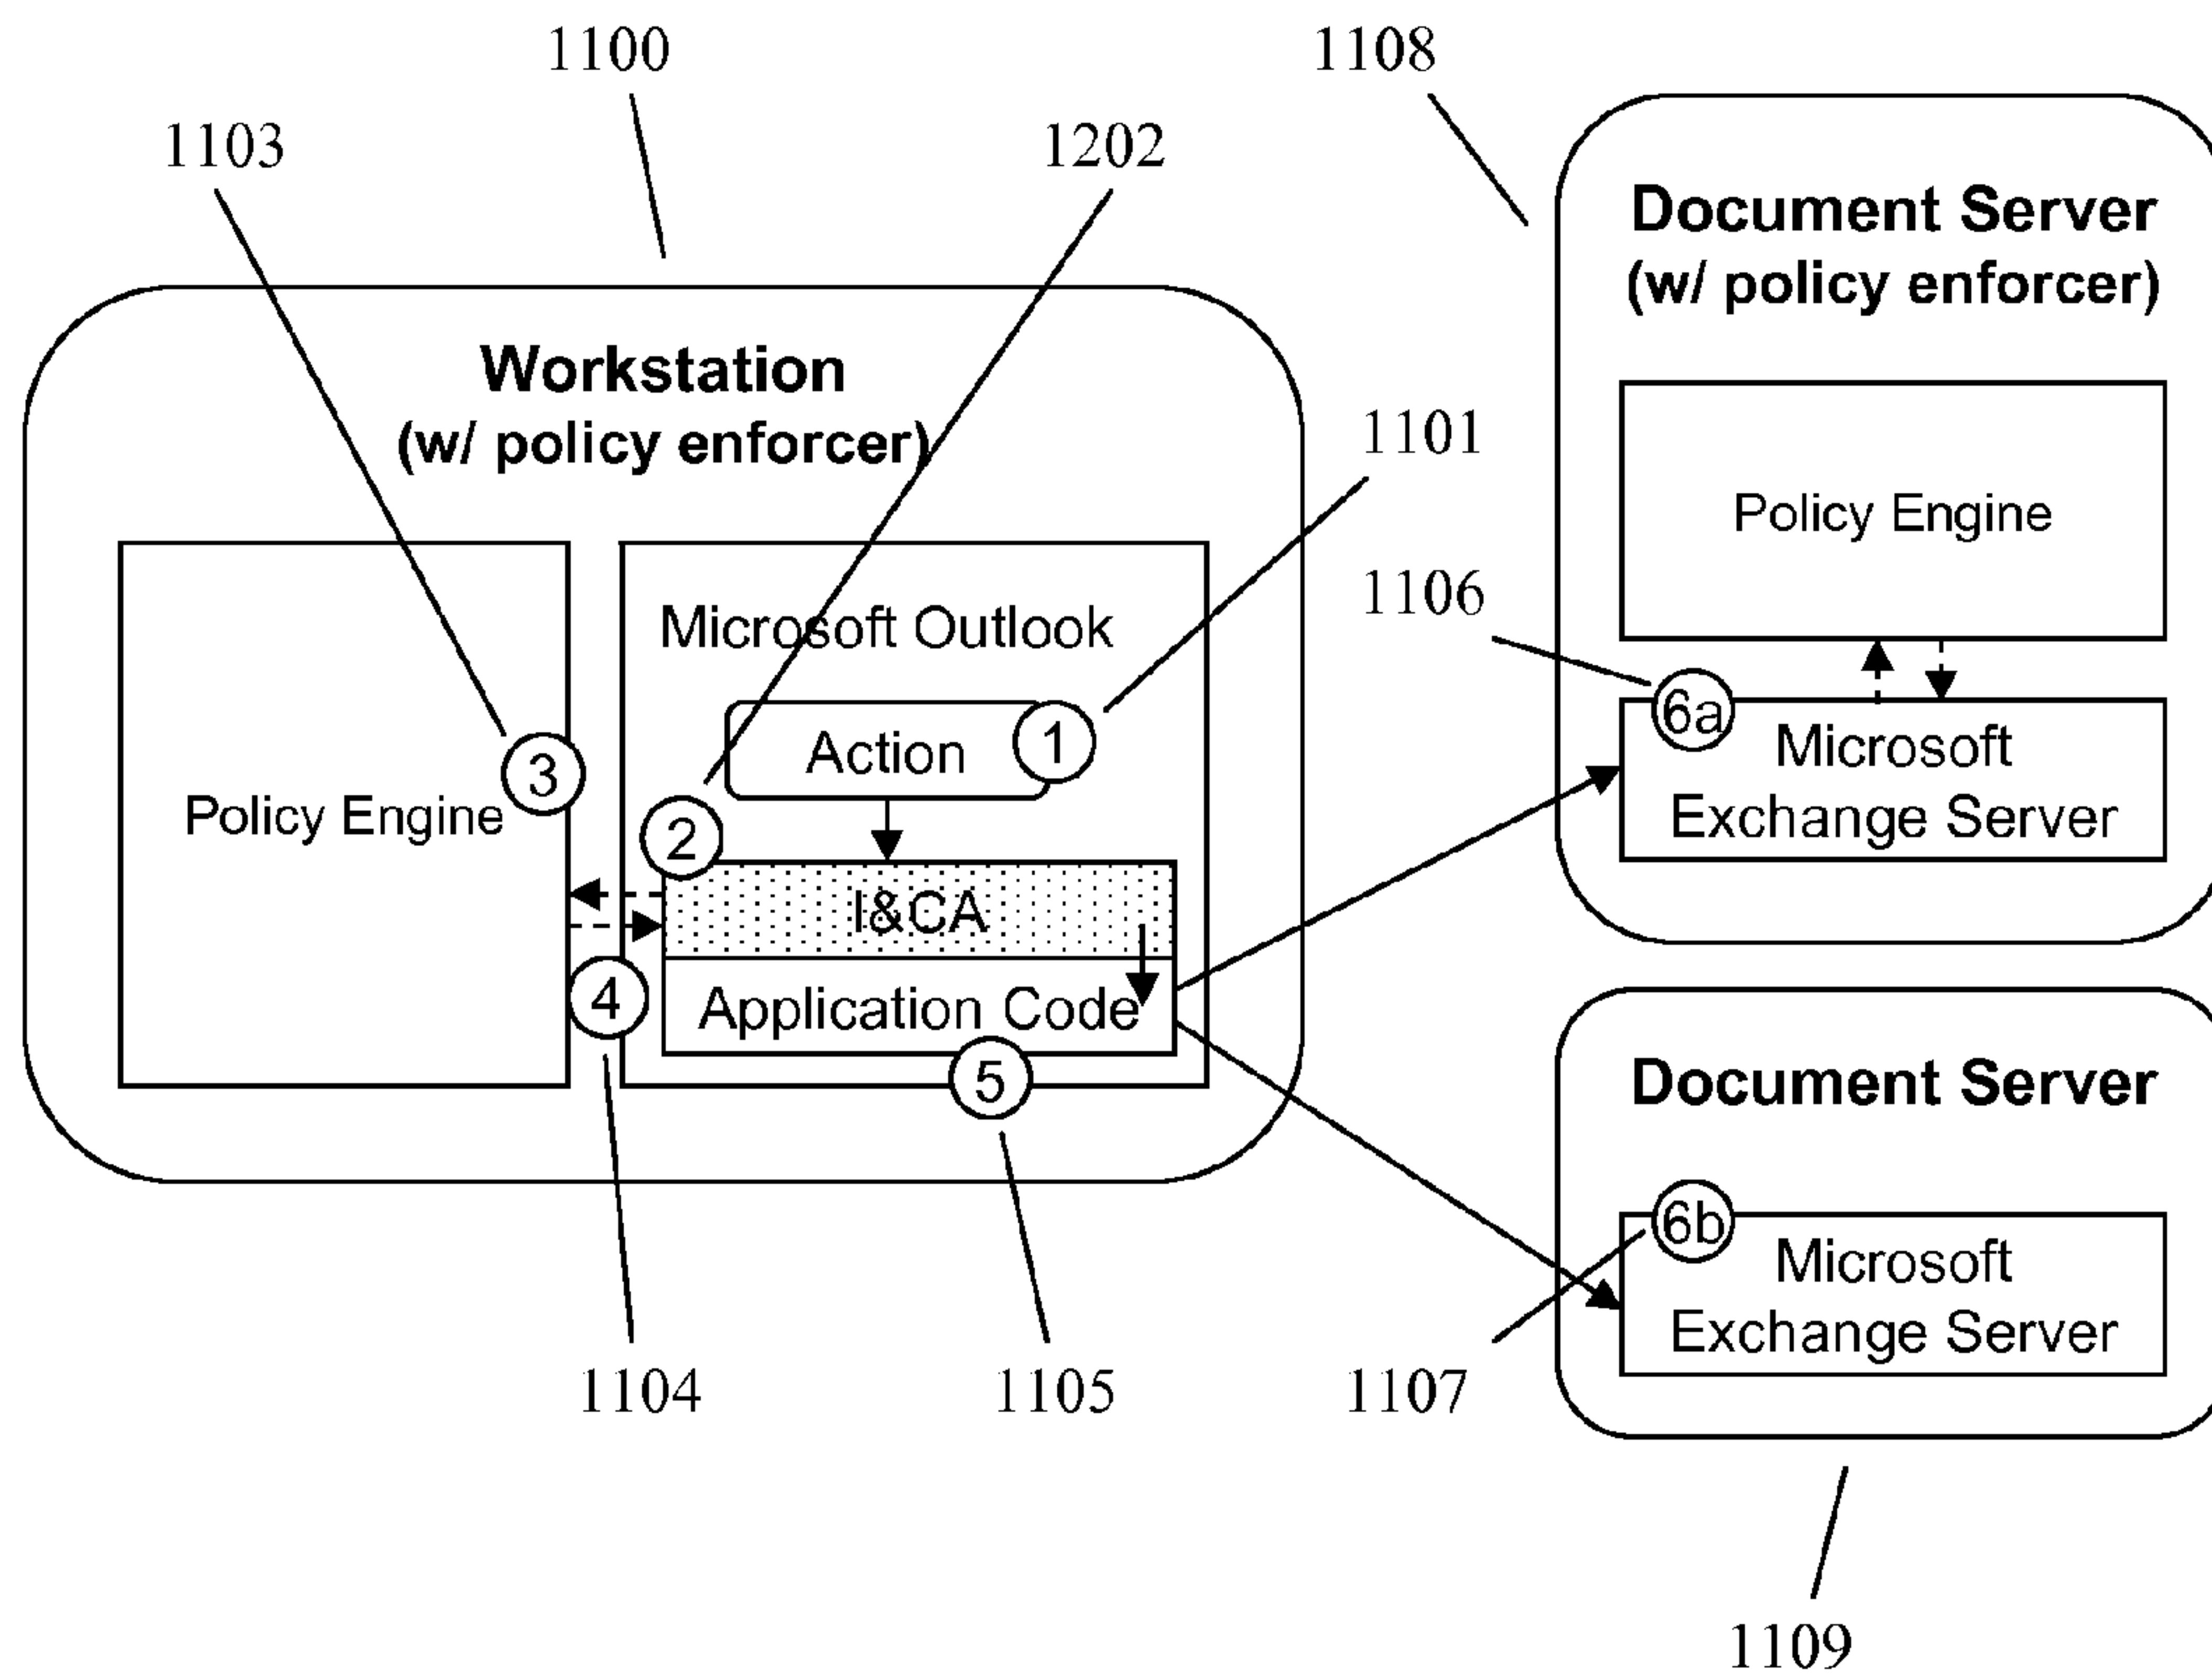 1100
1108
1103
1202
Document Server
(w/ policy enforcer)
Workstation
(w/ policy enforcer)
1101
Policy Engine
1106
Microsoft Outlook
6a
Action
1
Microsoft
Exchange Server
3
Policy Engine
2
I&CA
4
Application Code
5
Document Server
6b
Microsoft
Exchange Server
1104
1105
1107
1109